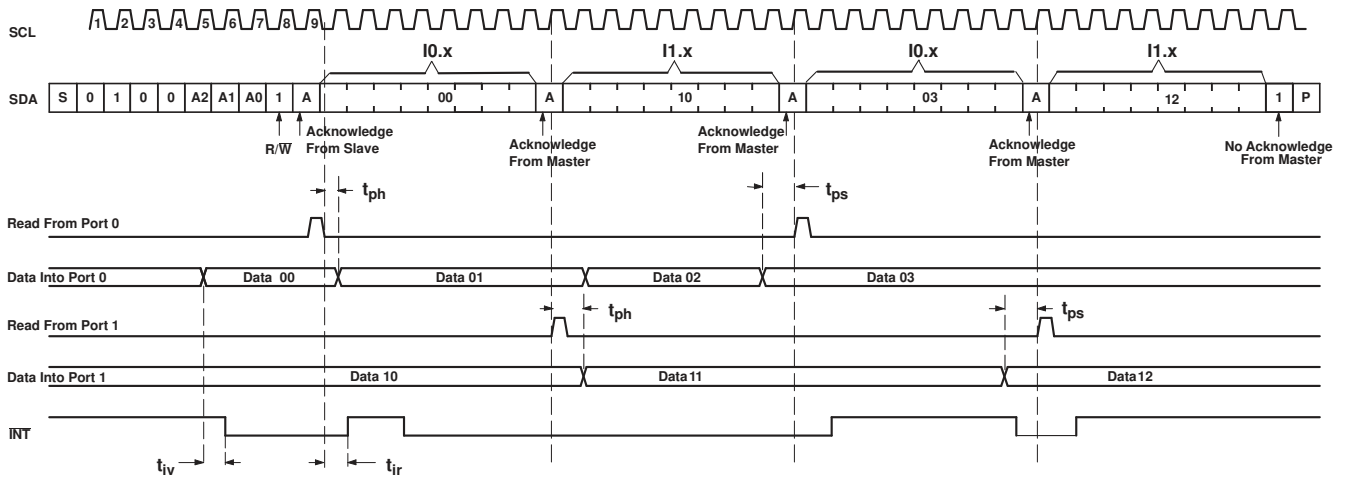 SCL 1 2 3 4 5 6 7 8 9
I0.x I1.x I0.x I1.x
SDA S 0 1 0 0 A2 A1 A0 1 A 00 A 10 A 03 A 12 1 P
R/W̅
Acknowledge
From Slave
Acknowledge
From Master
Acknowledge
From Master
Acknowledge
From Master
No Acknowledge
From Master
tph tps
Read From Port 0
Data Into Port 0 Data 00 Data 01 Data 02 Data 03
tph tps
Read From Port 1
Data Into Port 1 Data 10 Data 11 Data 12
I̅N̅T̅
tiv tir